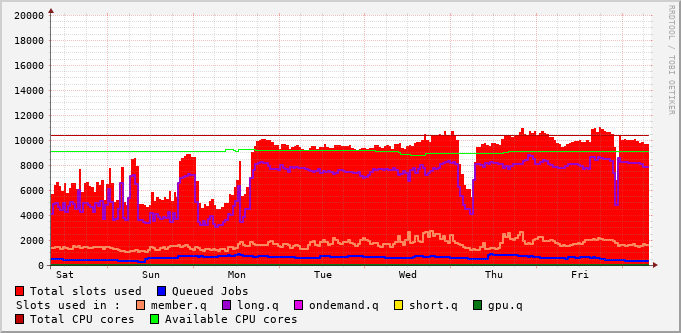 20000
18000
16000
14000
12000
10000
8000
6000
4000
2000
0
Sat Sun Mon Tue Wed Thu Fri
RRDTOOL / TOBI OETIKER
Total slots used Queued Jobs
Slots used in : member.q long.q ondemand.q short.q gpu.q
Total CPU cores Available CPU cores